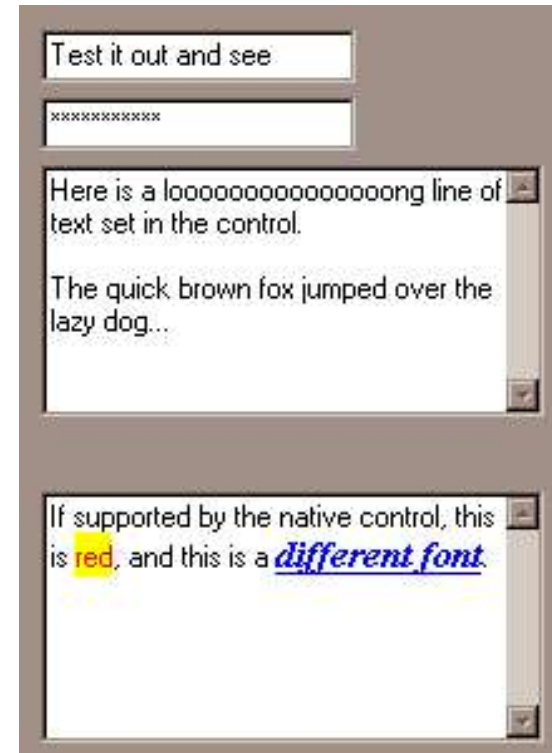 Test it out and see
***********
Here is a looooooooooooooong line of
text set in the control.
The quick brown fox jumped over the
lazy dog...
If supported by the native control, this
is red, and this is a different font.